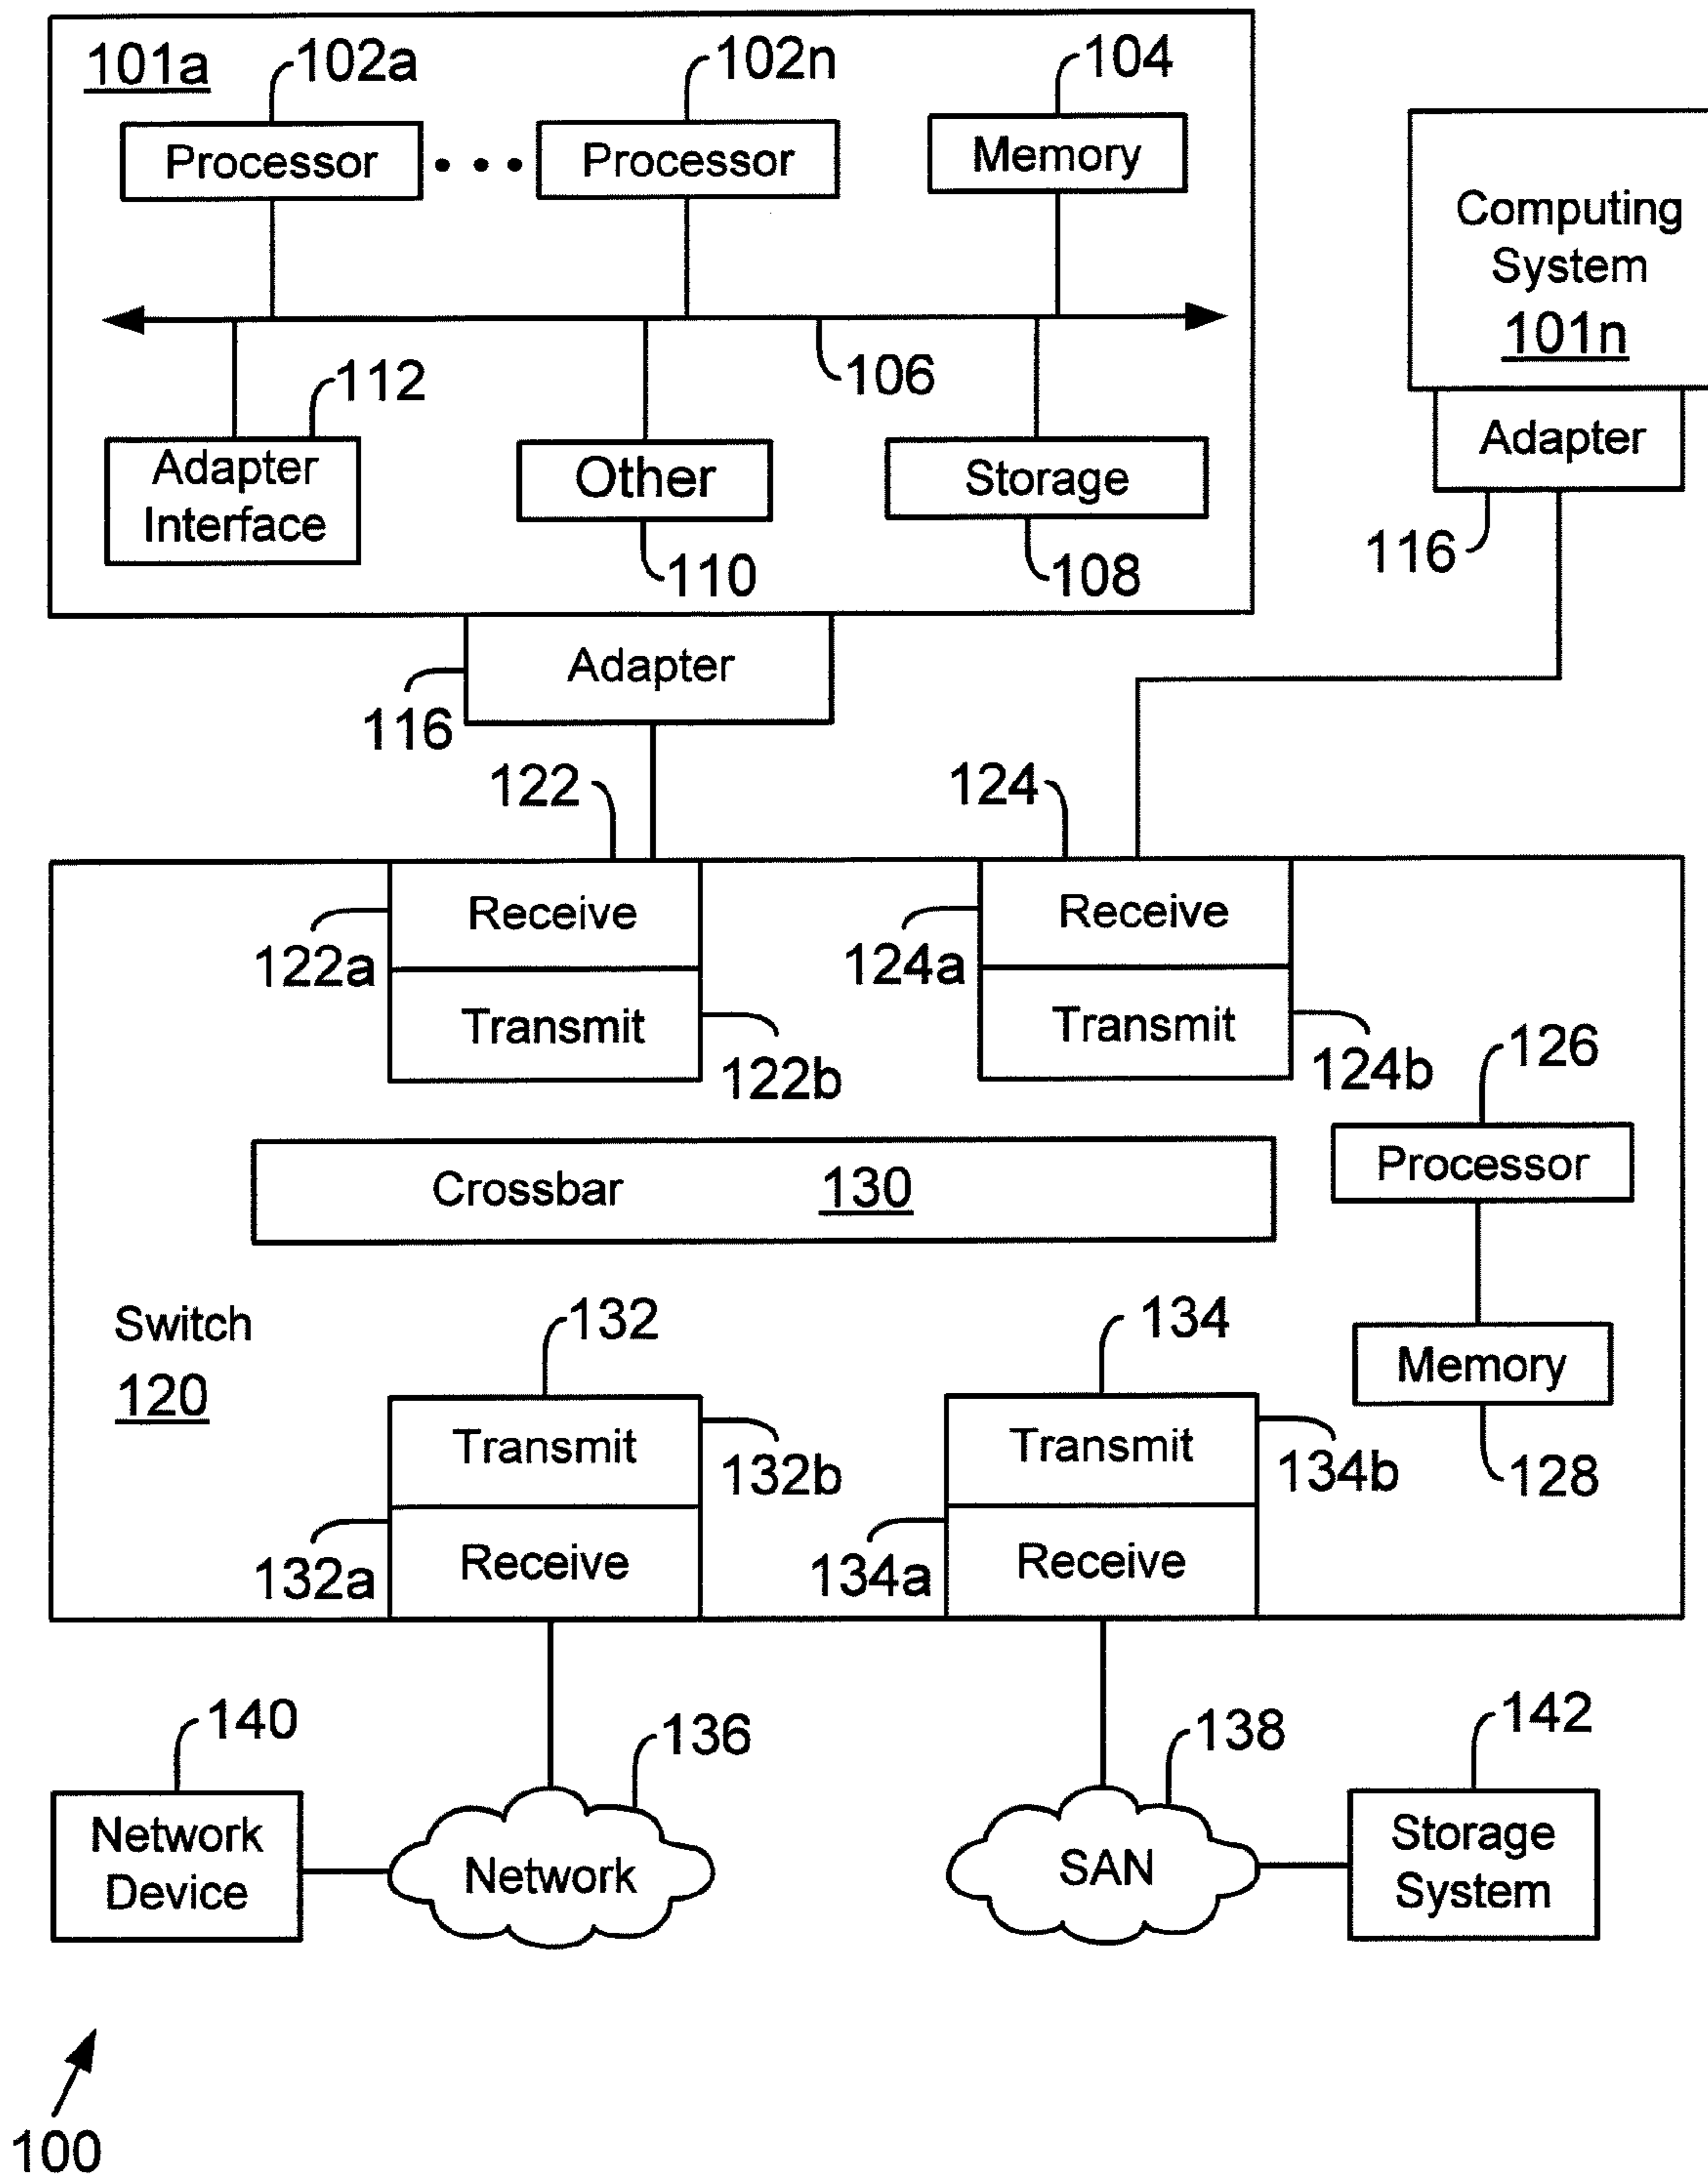 101a
102a
102n
104
Processor
Processor
Memory
Computing
System
101n
106
112
Adapter
Interface
Other
Storage
Adapter
110
108
116
Adapter
116
122
124
Receive
Receive
122a
124a
Transmit
Transmit
122b
124b
126
Processor
Crossbar 130
Switch
120
132
134
Memory
Transmit
Transmit
132b
134b
128
132a
Receive
134a
Receive
140
136
138
142
Network
Device
Network
SAN
Storage
System
100